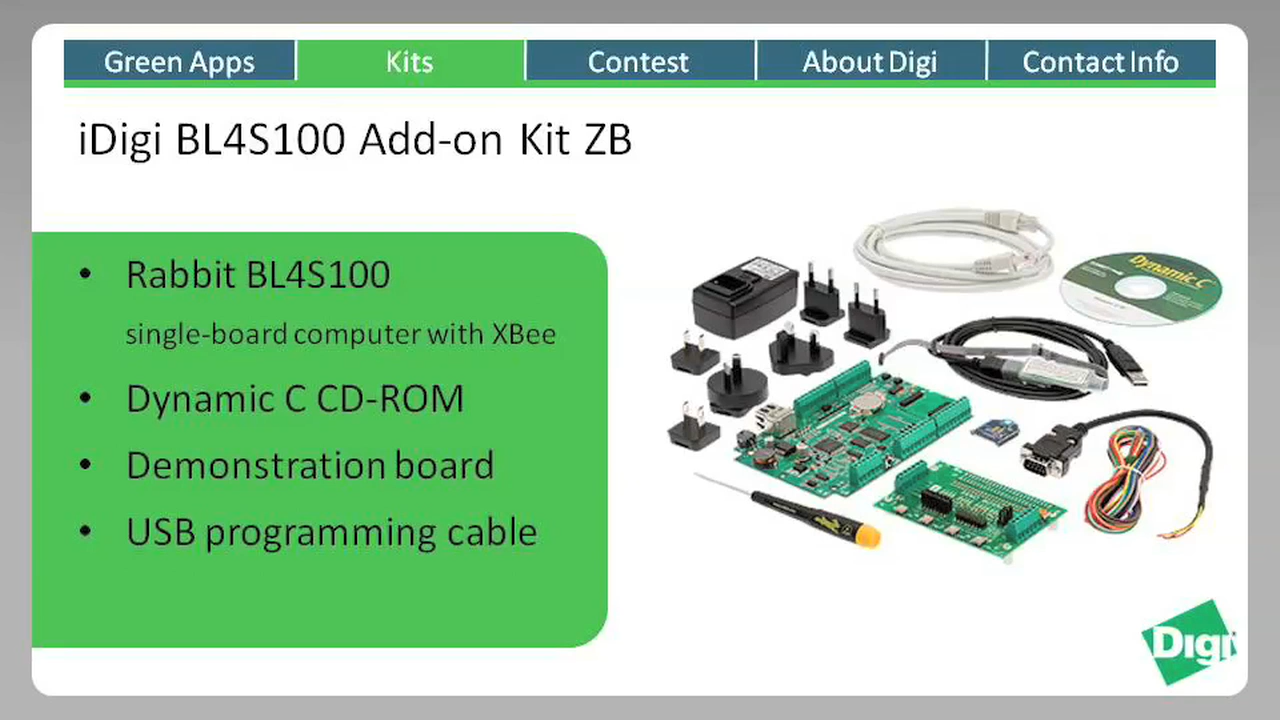 Green Apps
Kits
Contest
About Digi
Contact Info
iDigi BL4S100 Add-on Kit ZB
• Rabbit BL4S100
single-board computer with XBee
• Dynamic C CD-ROM
• Demonstration board
• USB programming cable
Dynamic C
Digi